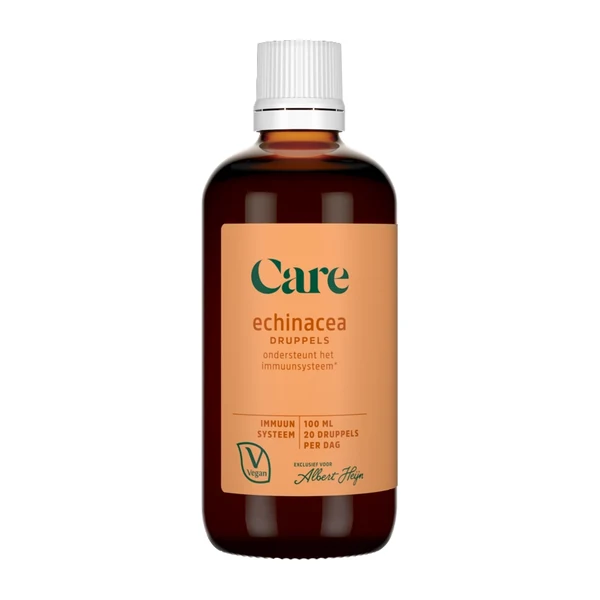 Care
echinacea
DRUPPELS
ondersteunt het
immuunsysteem*
IMMUUN
SYSTEEM
100 ML
20 DRUPPELS
PER DAG
Vegan
EXCLUSIEF VOOR
Albert Heijn